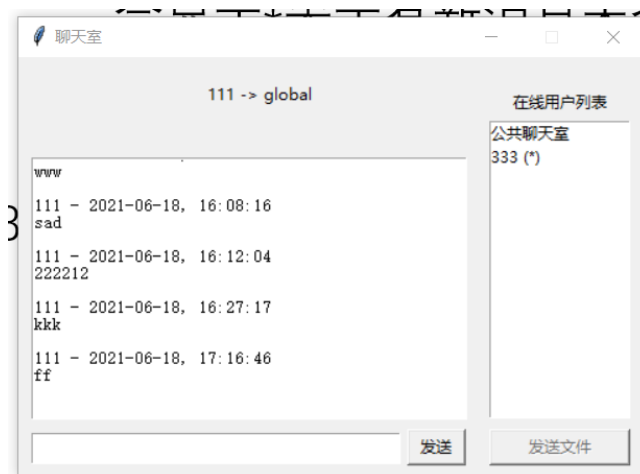 聊天室
111 -> global
在线用户列表
公共聊天室
333 (*)
www
111 - 2021-06-18, 16:08:16
sad
111 - 2021-06-18, 16:12:04
222212
111 - 2021-06-18, 16:27:17
kkk
111 - 2021-06-18, 17:16:46
ff
发送
发送文件